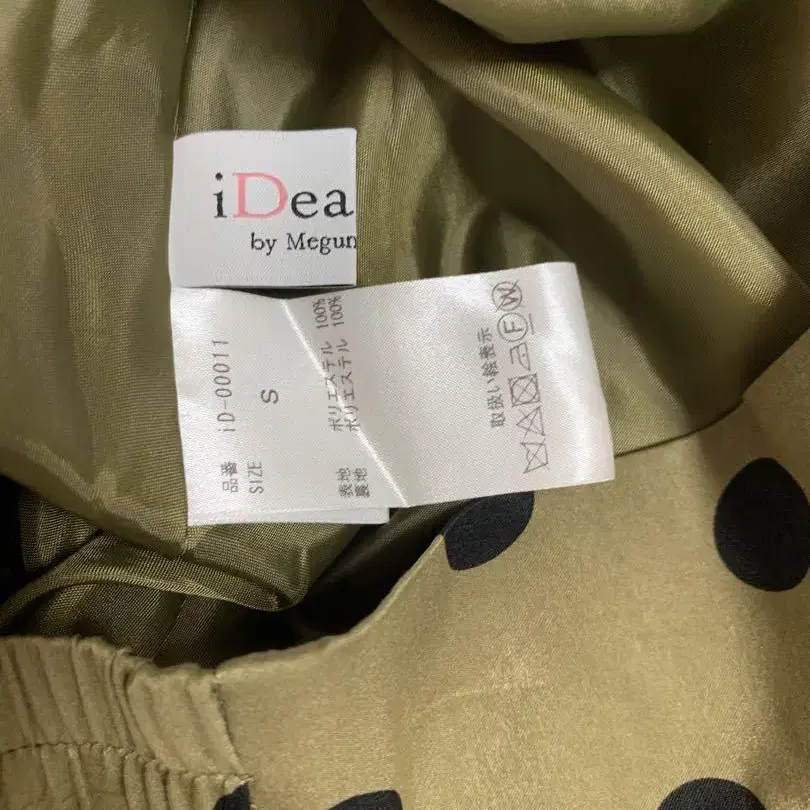 iDea
by Megum
品番 iD-00011
SIZE S
表地 ポリエステル 100%
裏地 ポリエステル 100%
取扱い絵表示
F W